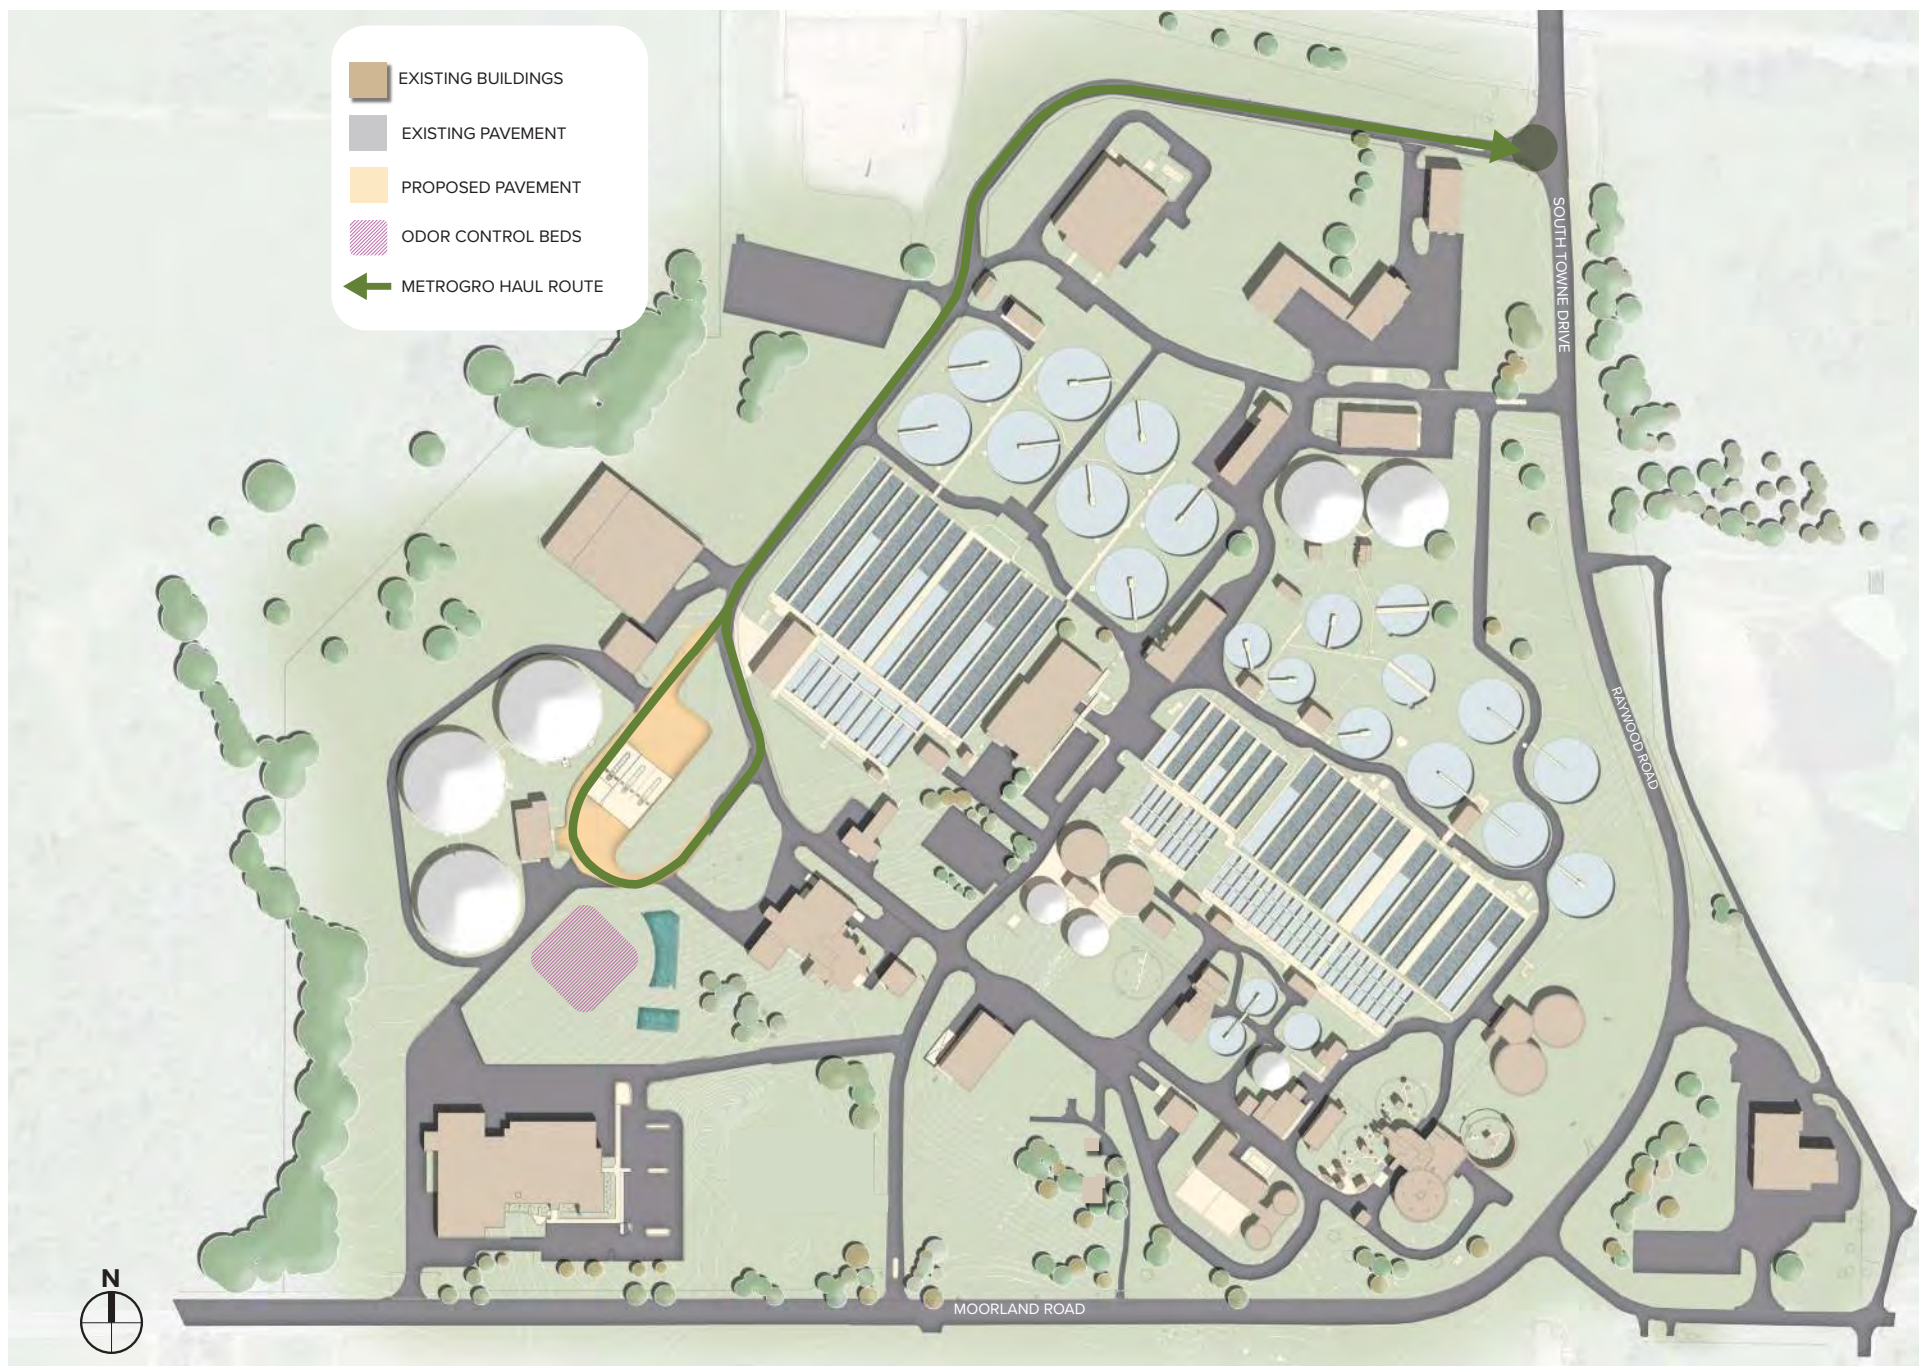 EXISTING BUILDINGS
EXISTING PAVEMENT
PROPOSED PAVEMENT
ODOR CONTROL BEDS
METROGRO HAUL ROUTE
SOUTH TOWNE DRIVE
RAYWOOD ROAD
N
MOORLAND ROAD